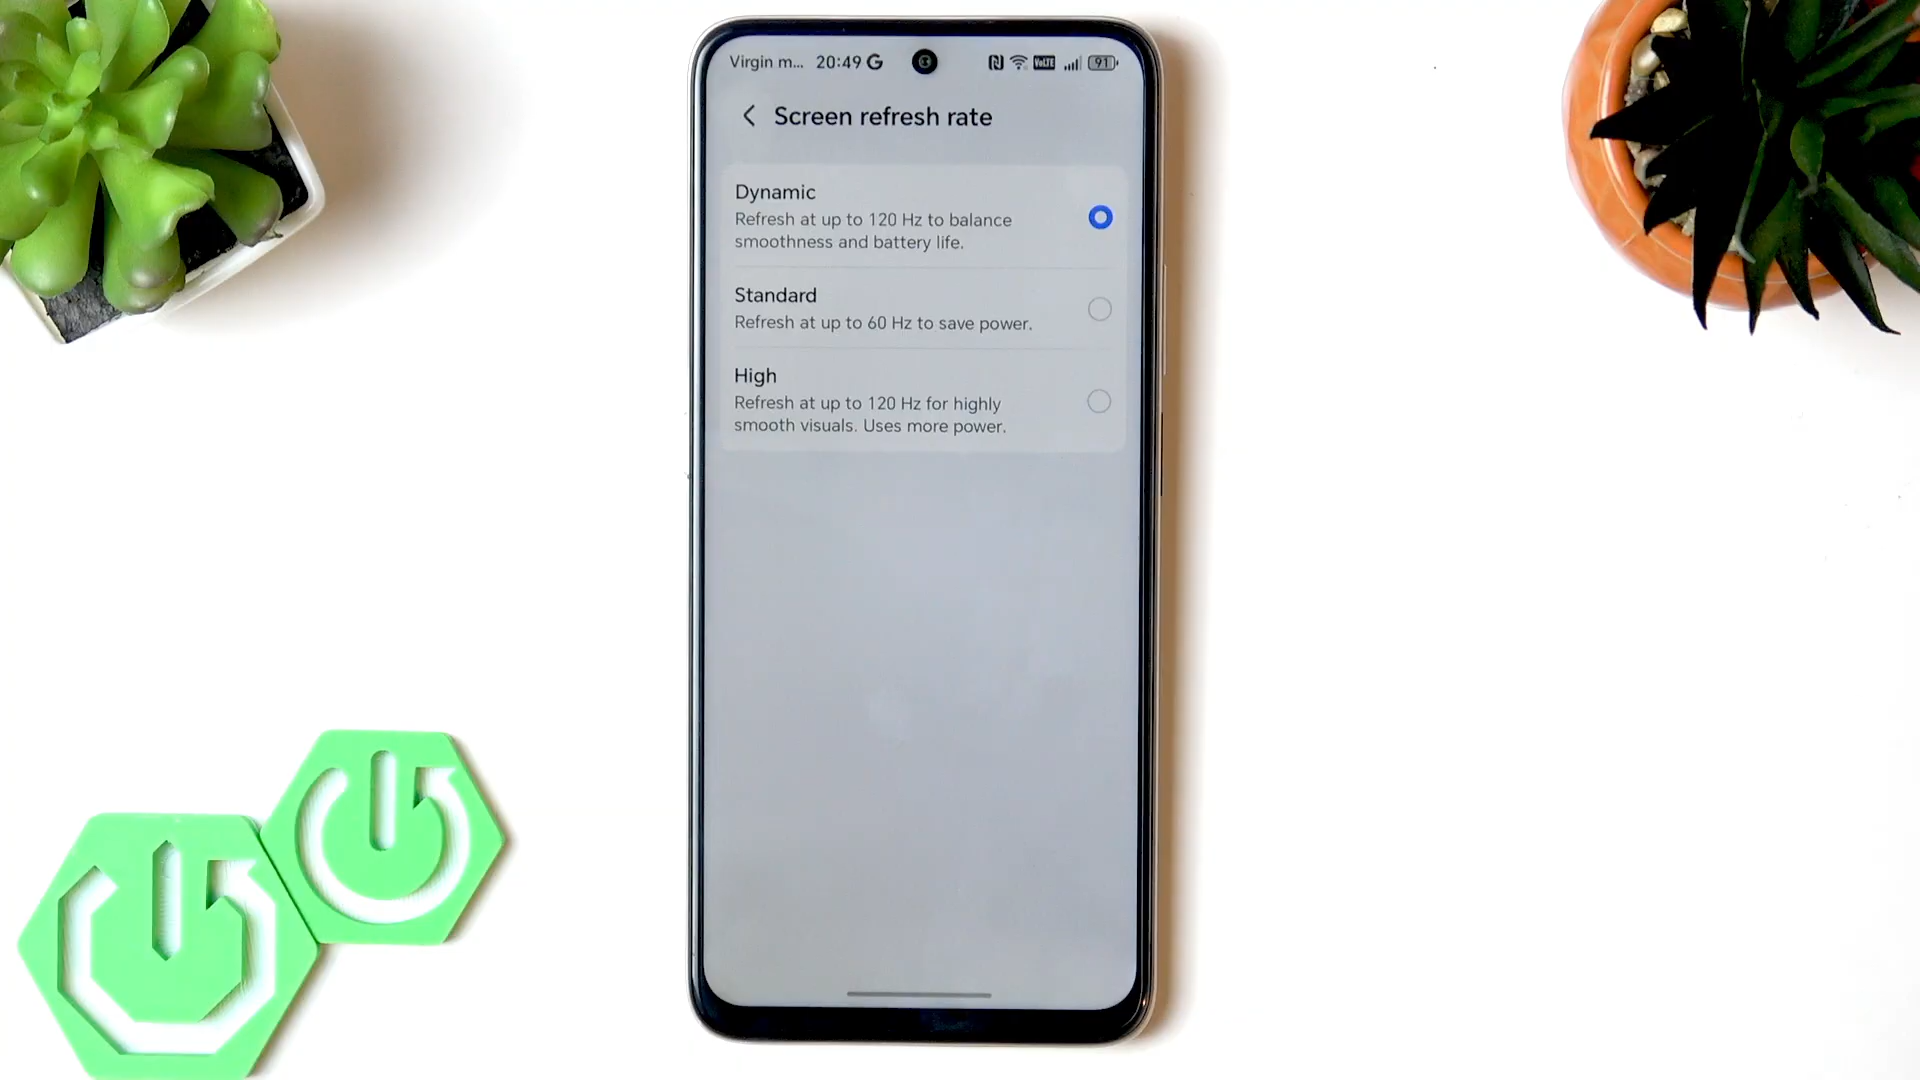 Virgin m... 20:49 G VoLTE 91
Screen refresh rate
Dynamic
Refresh at up to 120 Hz to balance
smoothness and battery life.
Standard
Refresh at up to 60 Hz to save power.
High
Refresh at up to 120 Hz for highly
smooth visuals. Uses more power.